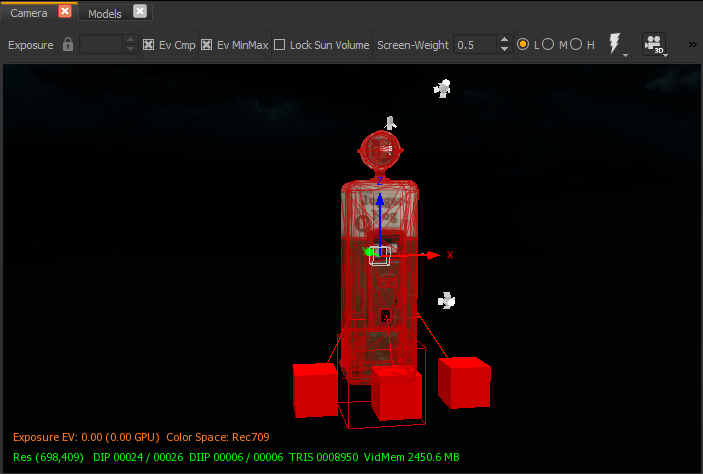 Camera Models
Exposure Ev Cmp Ev MinMax Lock Sun Volume Screen-Weight 0.5 L M H 3D »
Z
X
Exposure EV: 0.00 (0.00 GPU) Color Space: Rec709
Res (698,409) DIP 00024 / 00026 DIIP 00006 / 00006 TRIS 0008950 VidMem 2450.6 MB